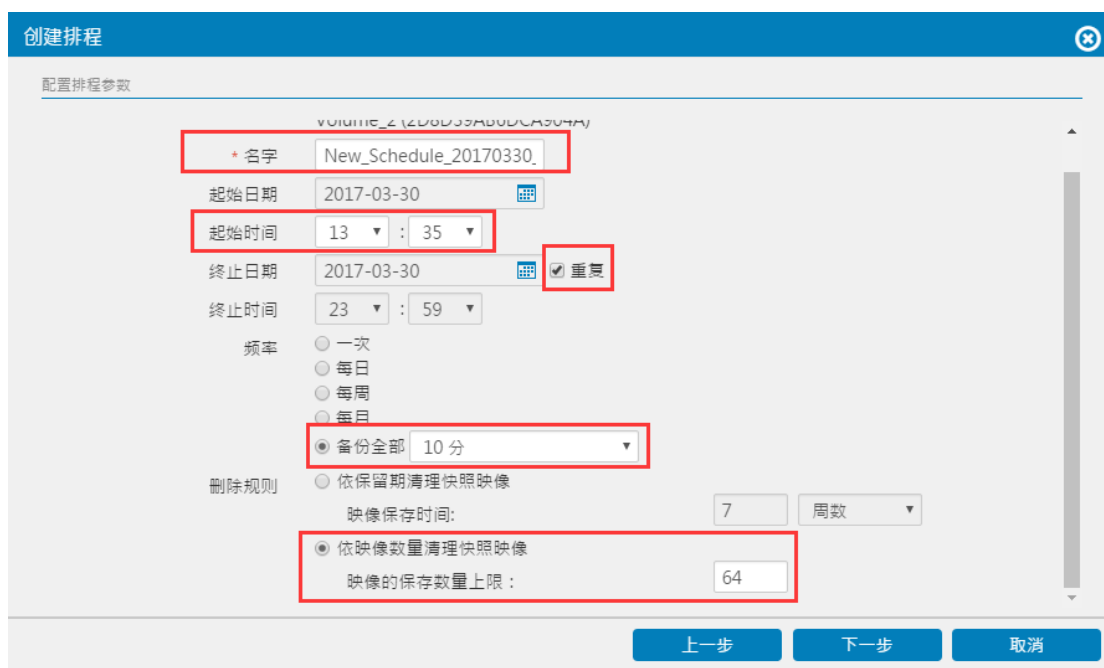 创建排程
配置排程参数
Volume_2 (2D8D59AB6DCA904A)
* 名字 New_Schedule_20170330_
起始日期 2017-03-30
起始时间 13 : 35
终止日期 2017-03-30 重复
终止时间 23 : 59
频率 一次
每日
每周
每月
备份全部 10 分
删除规则 依保留期清理快照映像
映像保存时间: 7 周数
依映像数量清理快照映像
映像的保存数量上限： 64
上一步 下一步 取消